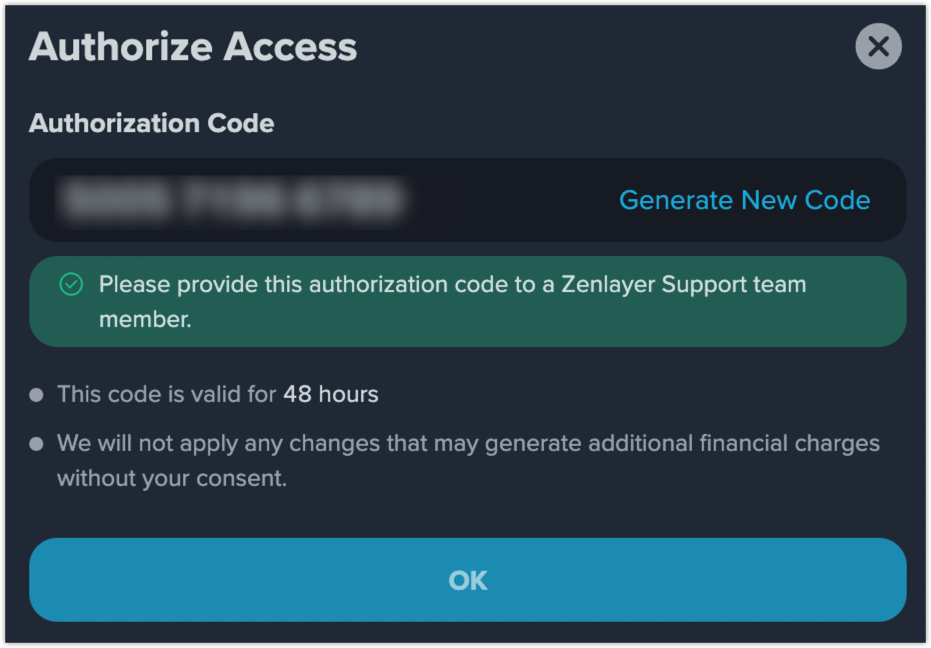 Authorize Access
Authorization Code
Generate New Code
Please provide this authorization code to a Zenlayer Support team
member.
This code is valid for 48 hours
We will not apply any changes that may generate additional financial charges
without your consent.
OK